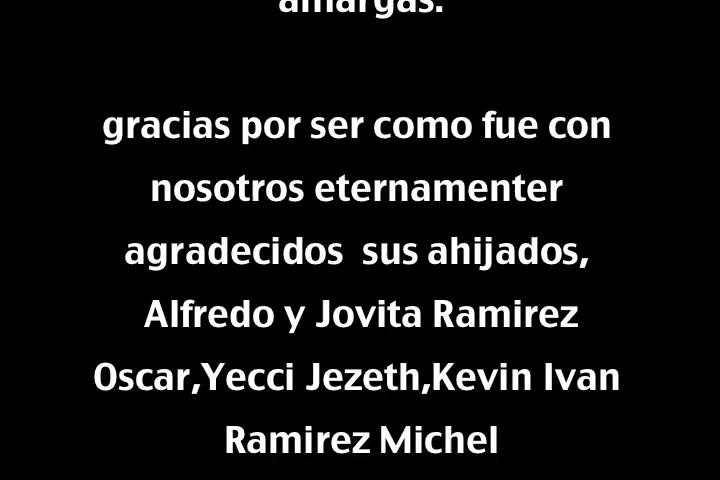 amargas.
gracias por ser como fue con
nosotros eternamenter
agradecidos  sus ahijados,
Alfredo y Jovita Ramirez
Oscar,Yecci Jezeth,Kevin Ivan
Ramirez Michel